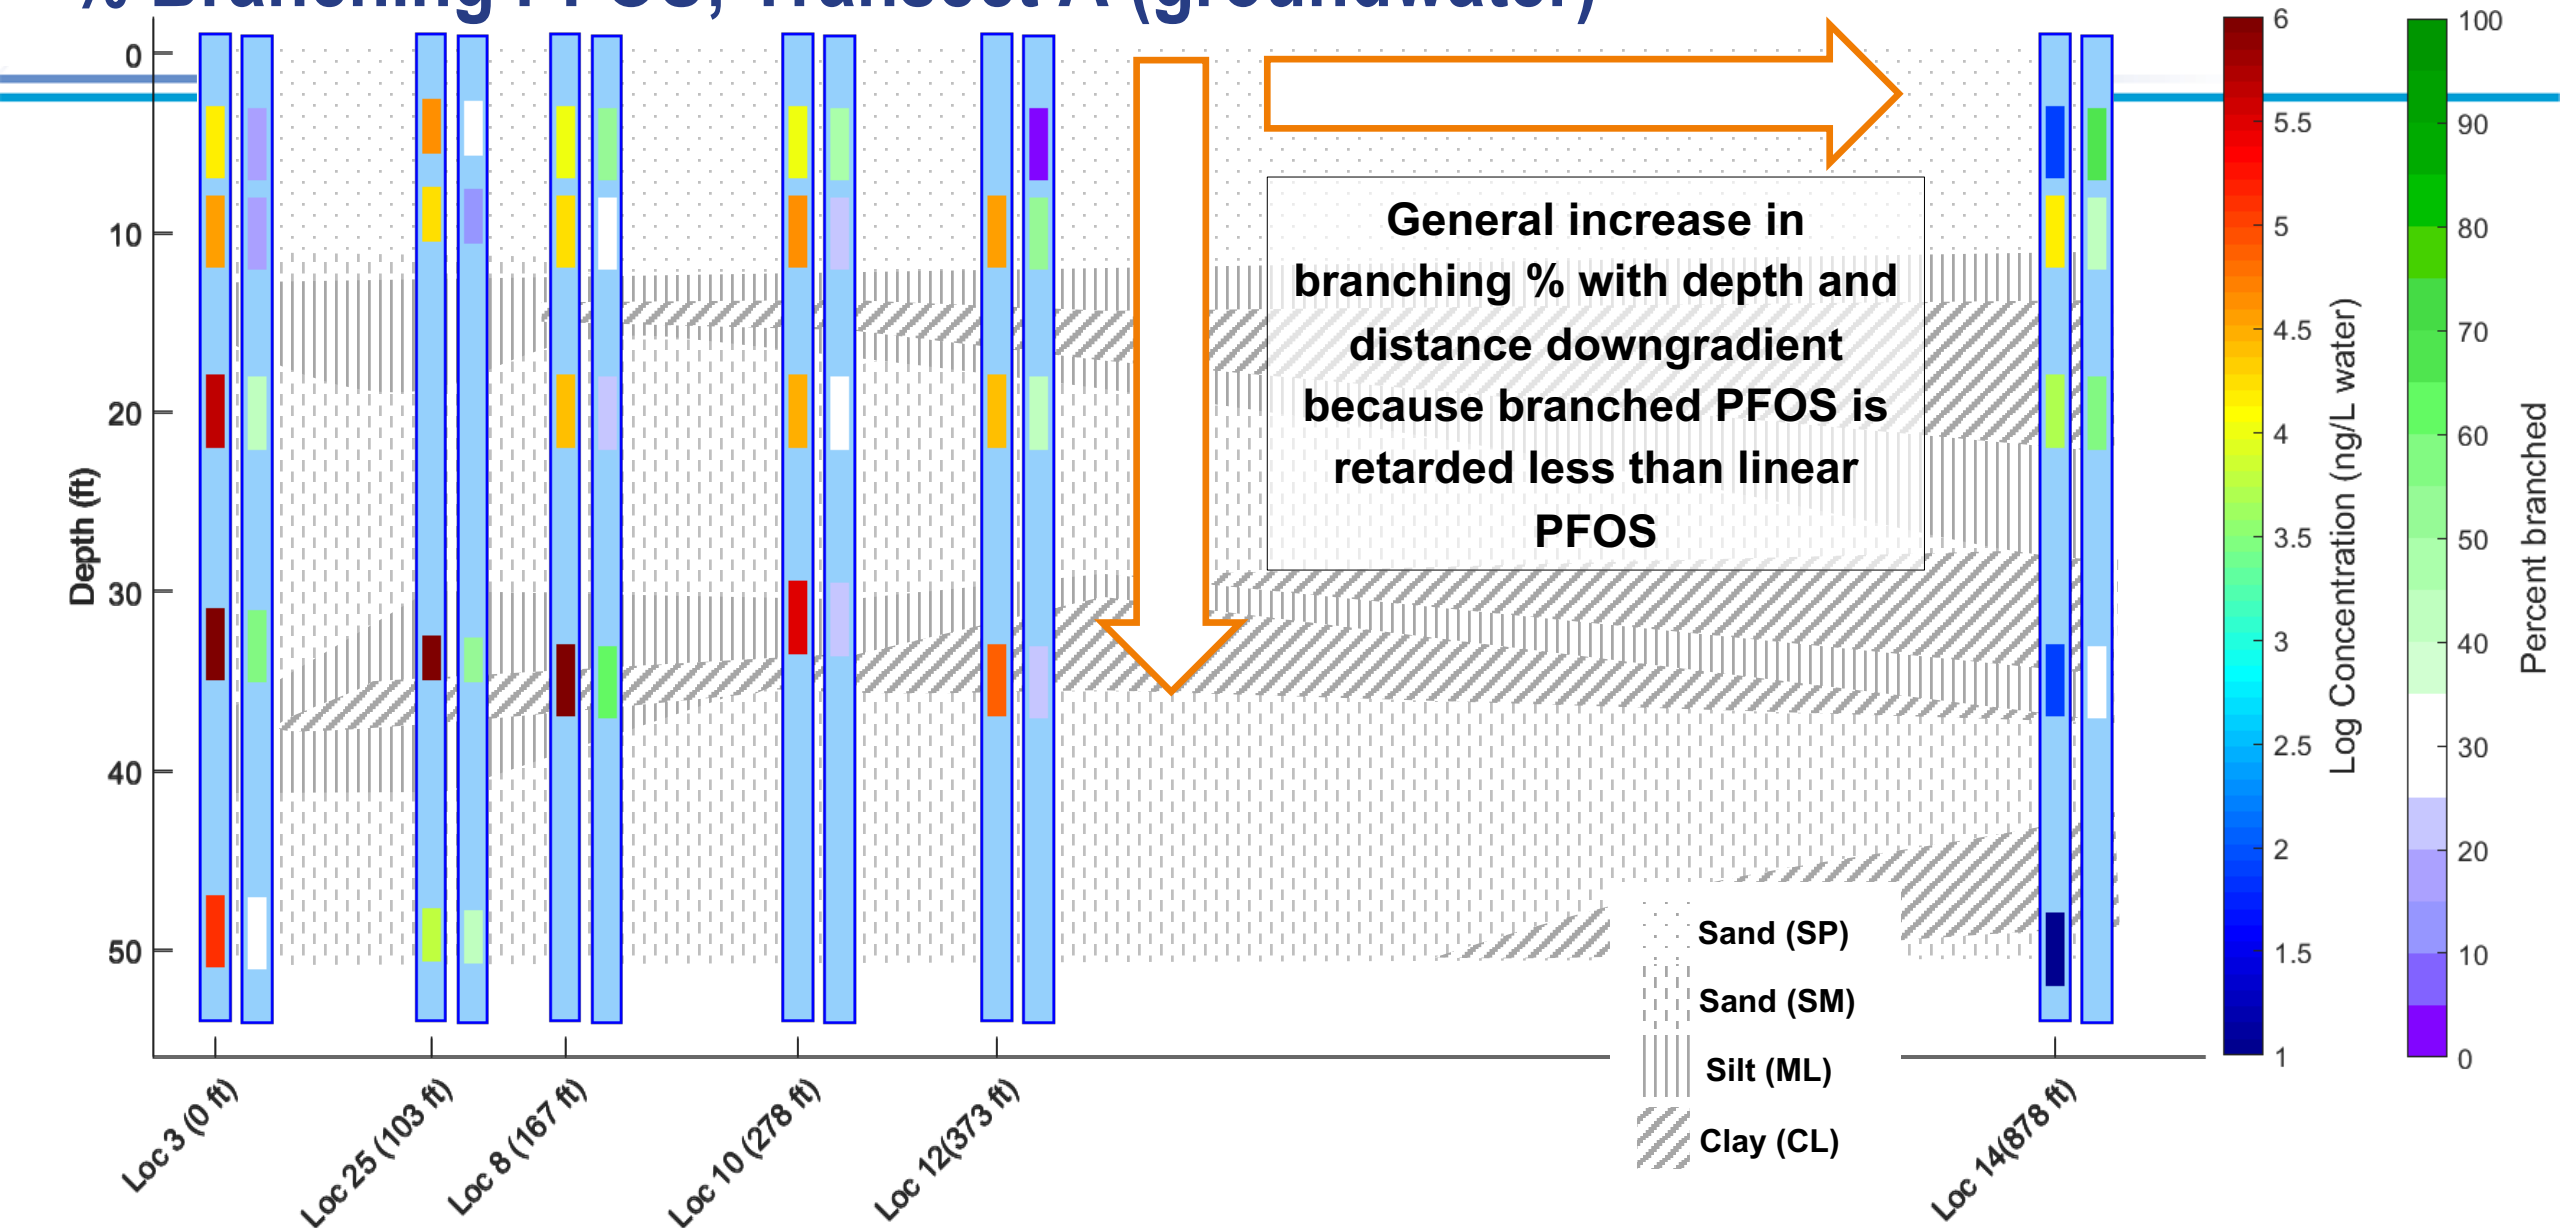 % Branching PFOS, Transect A (groundwater)
0
10
20
30
40
50
Depth (ft)
General increase in
branching % with depth and
distance downgradient
because branched PFOS is
retarded less than linear
PFOS
Sand (SP)
Sand (SM)
Silt (ML)
Clay (CL)
Loc 3 (0 ft)
Loc 25 (103 ft)
Loc 8 (167 ft)
Loc 10 (278 ft)
Loc 12(373 ft)
Loc 14(878 ft)
6
5.5
5
4.5
4
3.5
3
2.5
2
1.5
1
Log Concentration (ng/L water)
100
90
80
70
60
50
40
30
20
10
0
Percent branched